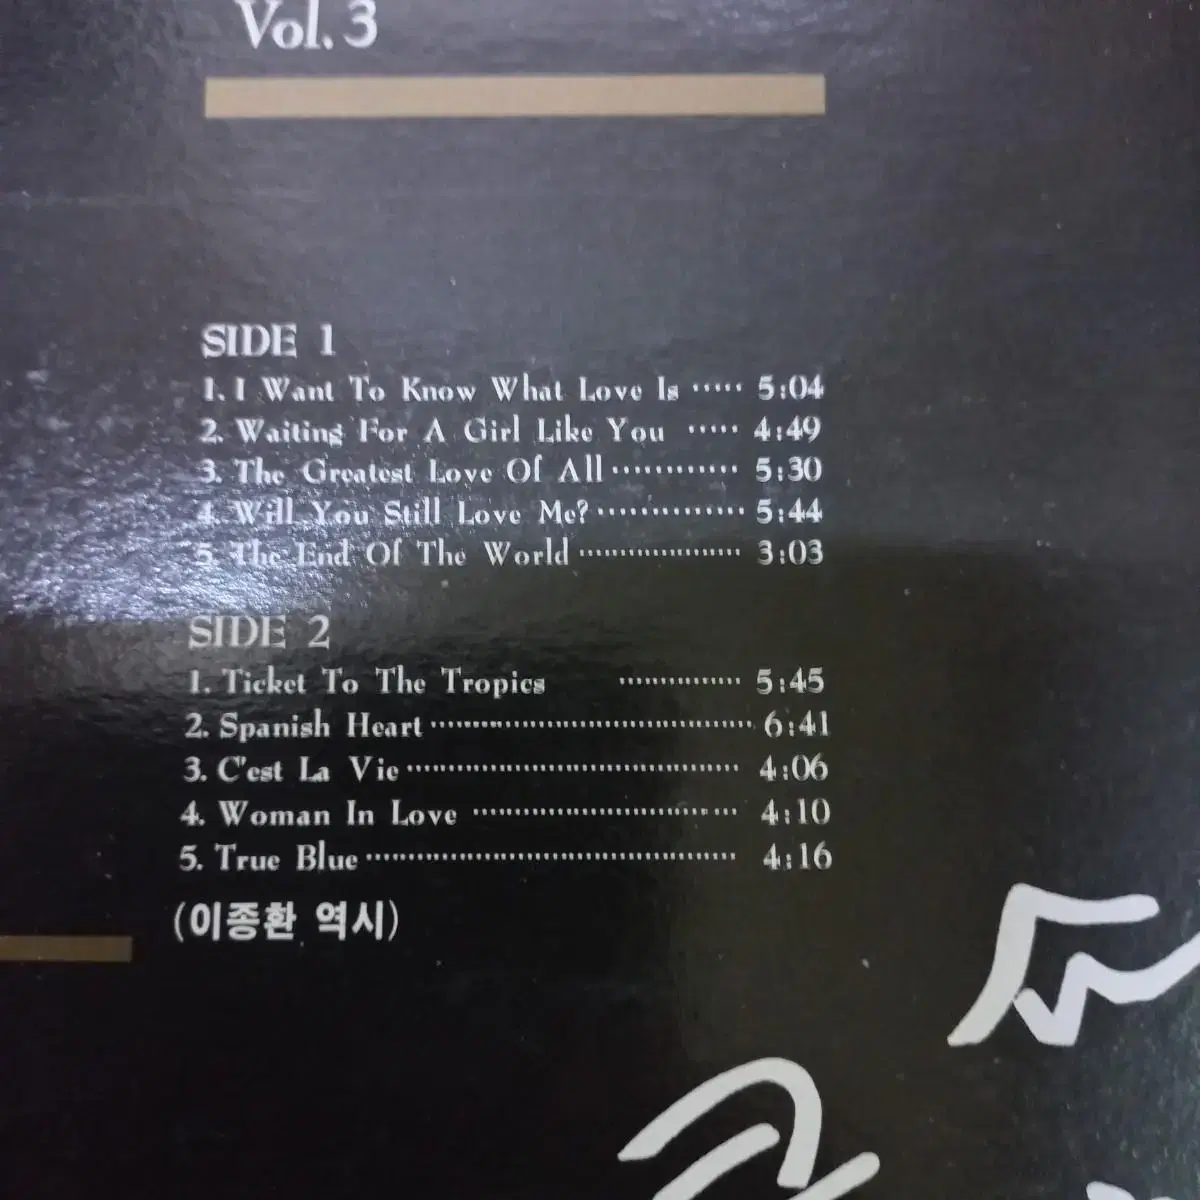 Vol. 3
SIDE 1
1. I Want To Know What Love Is ····· 5:04
2. Waiting For A Girl Like You ····· 4:49
3. The Greatest Love Of All ············ 5:30
4. Will You Still Love Me? ·············· 5:44
5. The End Of The World ···················· 3:03
SIDE 2
1. Ticket To The Tropics ·············· 5:45
2. Spanish Heart ······································ 6:41
3. C'est La Vie ······································· 4:06
4. Woman In Love ······························· 4:10
5. True Blue ············································ 4:16
(이종환 역시)